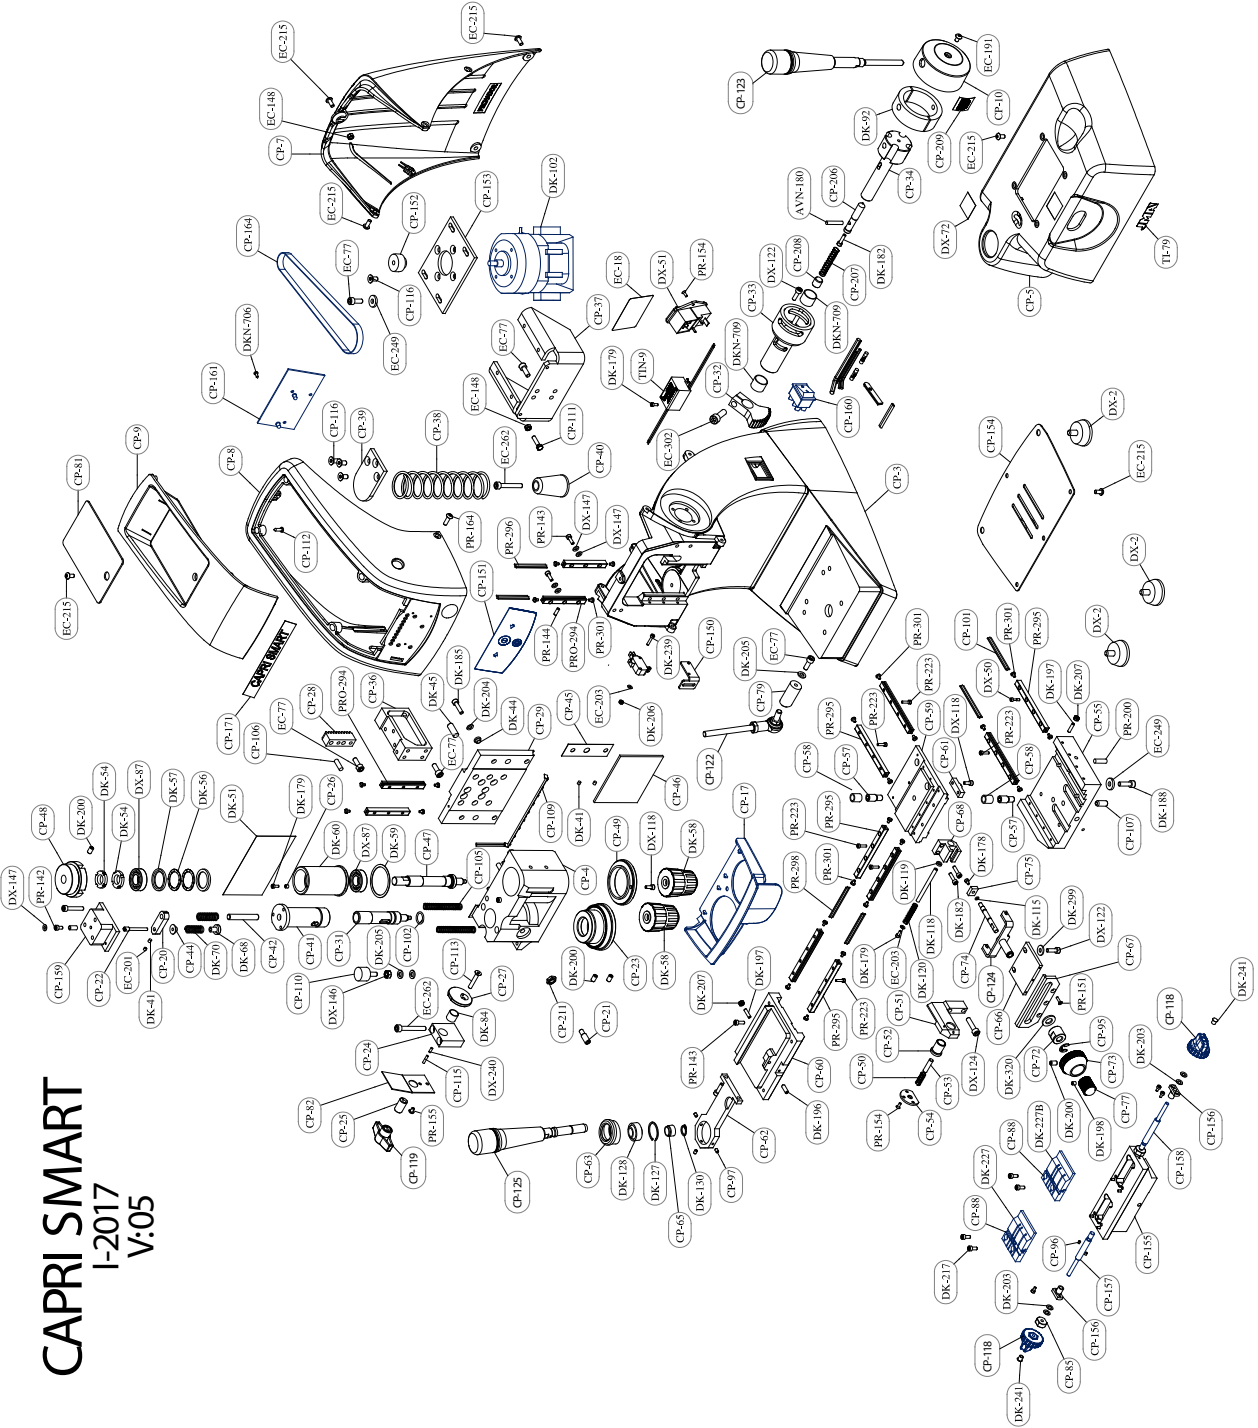 CAPRI SMART
I-2017
V:05
EC-215
EC-215
EC-148
CP-7
EC-215
CP-164
EC-77
CP-152
CP-153
DK-102
CP-116
EC-249
DKN-706
CP-161
CP-123
EC-191
CP-10
DK-92
CP-209
EC-215
CP-34
CP-206
AVN-180
DK-182
CP-207
CP-208
DX-122
CP-33
DKN-709
DKN-709
DX-72
CP-5
TI-79
EC-18
DX-51
PR-154
CP-37
EC-77
DK-179
TIN-9
CP-32
EC-302
CP-160
EC-148
CP-111
EC-262
CP-40
CP-38
CP-39
CP-116
CP-9
CP-81
CP-8
EC-215
CP-112
PR-164
PR-296
PR-143
DX-147
DX-147
CP-151
PR-144
PRO-294
PR-301
CP-3
CP-154
DX-2
EC-215
DX-2
DX-2
CAPRI SMART
CP-171
CP-106
EC-77
CP-28
PRO-294
CP-36
DK-45
DK-185
DK-204
DK-44
CP-29
EC-77
CP-45
EC-203
DK-206
DK-239
CP-150
DK-205
EC-77
CP-79
CP-122
CP-46
DK-41
CP-109
CP-48
DK-200
DK-54
DK-54
DX-87
DK-57
DK-56
DK-51
DK-179
CP-26
DK-60
DX-87
DK-59
CP-47
CP-105
CP-4
CP-49
DX-118
DK-58
CP-17
DX-147
PR-142
CP-159
CP-22
EC-201
DK-41
CP-20
CP-44
DK-70
DK-68
CP-42
CP-41
CP-31
DK-205
CP-102
CP-110
DX-146
EC-262
CP-24
CP-113
CP-27
DK-84
DX-240
CP-115
CP-82
CP-25
PR-155
CP-119
CP-211
CP-21
DK-200
CP-23
DK-58
DK-207
DK-197
PR-143
CP-60
DK-196
CP-125
CP-63
DK-128
DK-127
CP-65
DK-130
CP-97
CP-62
PR-301
PR-223
CP-59
DX-118
CP-61
PR-295
PR-223
CP-58
CP-57
CP-68
CP-101
PR-301
PR-295
DX-50
DK-197
DK-207
CP-55
PR-200
EC-249
DK-188
CP-107
CP-57
CP-58
PR-223
PR-223
PR-295
PR-301
PR-298
DK-119
DK-178
CP-75
DK-115
DK-299
DX-122
CP-67
PR-151
DK-182
DK-118
DK-120
EC-203
DK-179
CP-74
CP-124
CP-66
PR-295
PR-223
CP-51
CP-52
CP-50
CP-53
DX-124
PR-154
CP-54
DK-320
CP-72
CP-95
CP-73
CP-77
DK-198
DK-200
DK-203
CP-118
DK-241
CP-156
CP-158
CP-155
DK-227B
CP-88
DK-227
CP-88
DK-217
CP-96
CP-157
DK-203
CP-156
CP-85
CP-118
DK-241